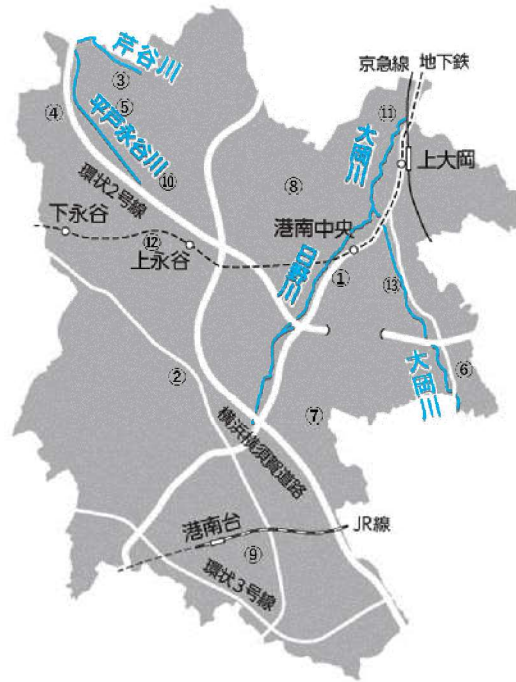 芹谷川
③
京急線 地下鉄
④
⑤
⑪
平戸永谷川
大岡川
上大岡
環状2号線
⑩
⑧
下永谷
港南中央
⑫
上永谷
日野川
①
⑬
②
大岡川
⑥
⑦
横浜横須賀道路
港南台
JR線
⑨
環状3号線